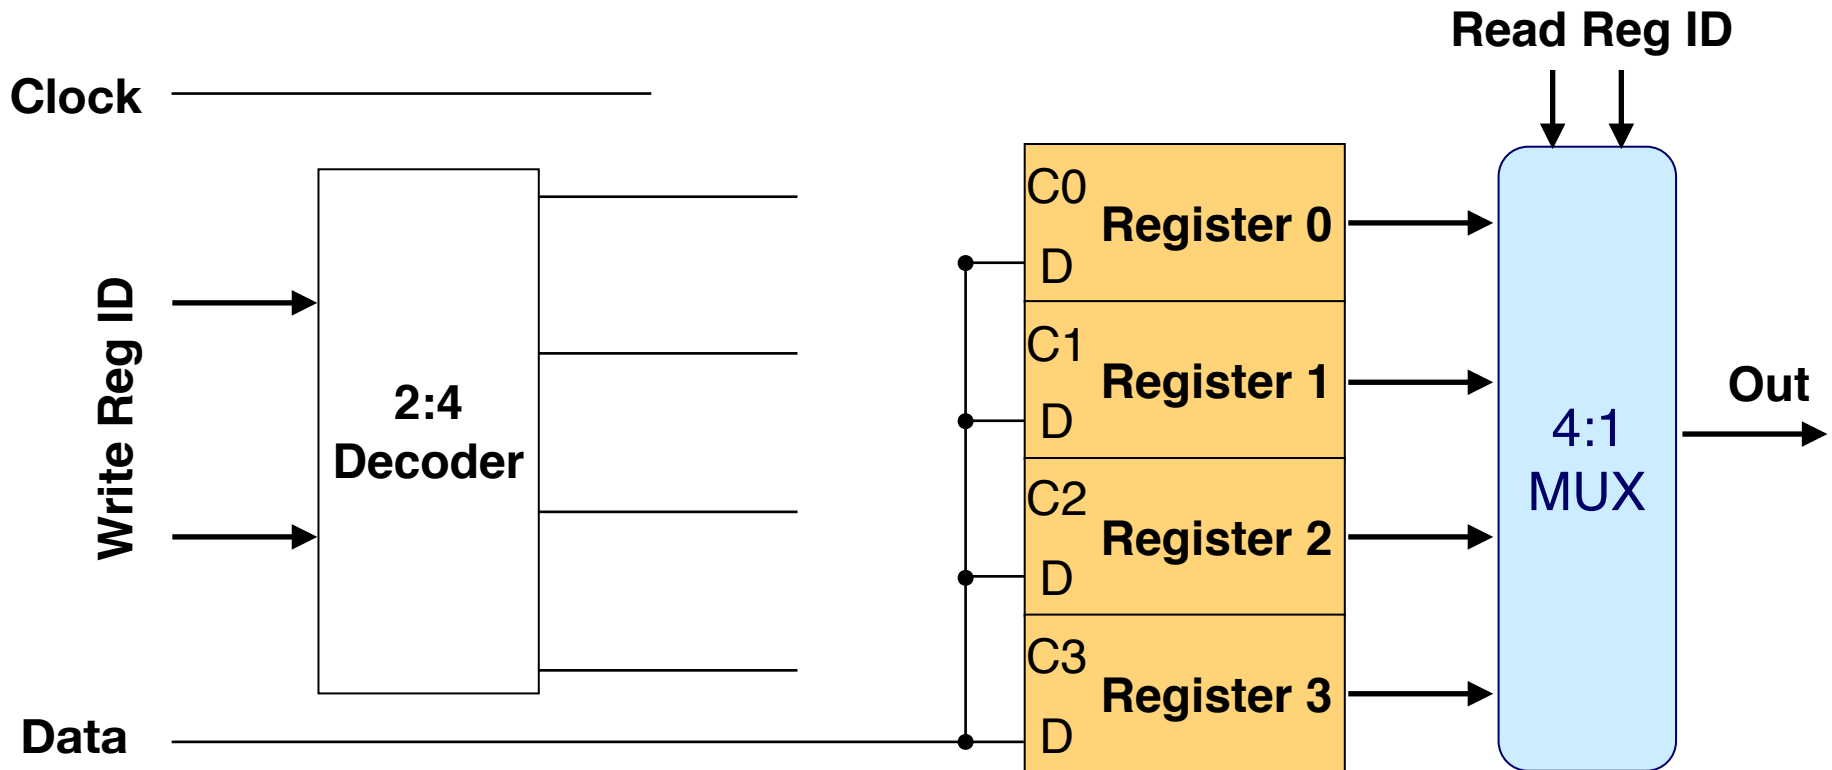 Read Reg ID
Clock
C0
Register 0
D
Write Reg ID
C1
Register 1
D
2:4
Decoder
Out
4:1
MUX
C2
Register 2
D
C3
Register 3
D
Data